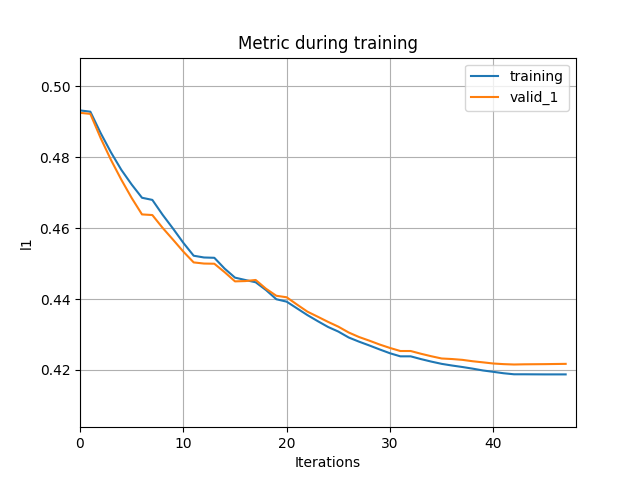 Metric during training
training
valid_1
0.50
0.48
0.46
0.44
0.42
l1
0 10 20 30 40
Iterations